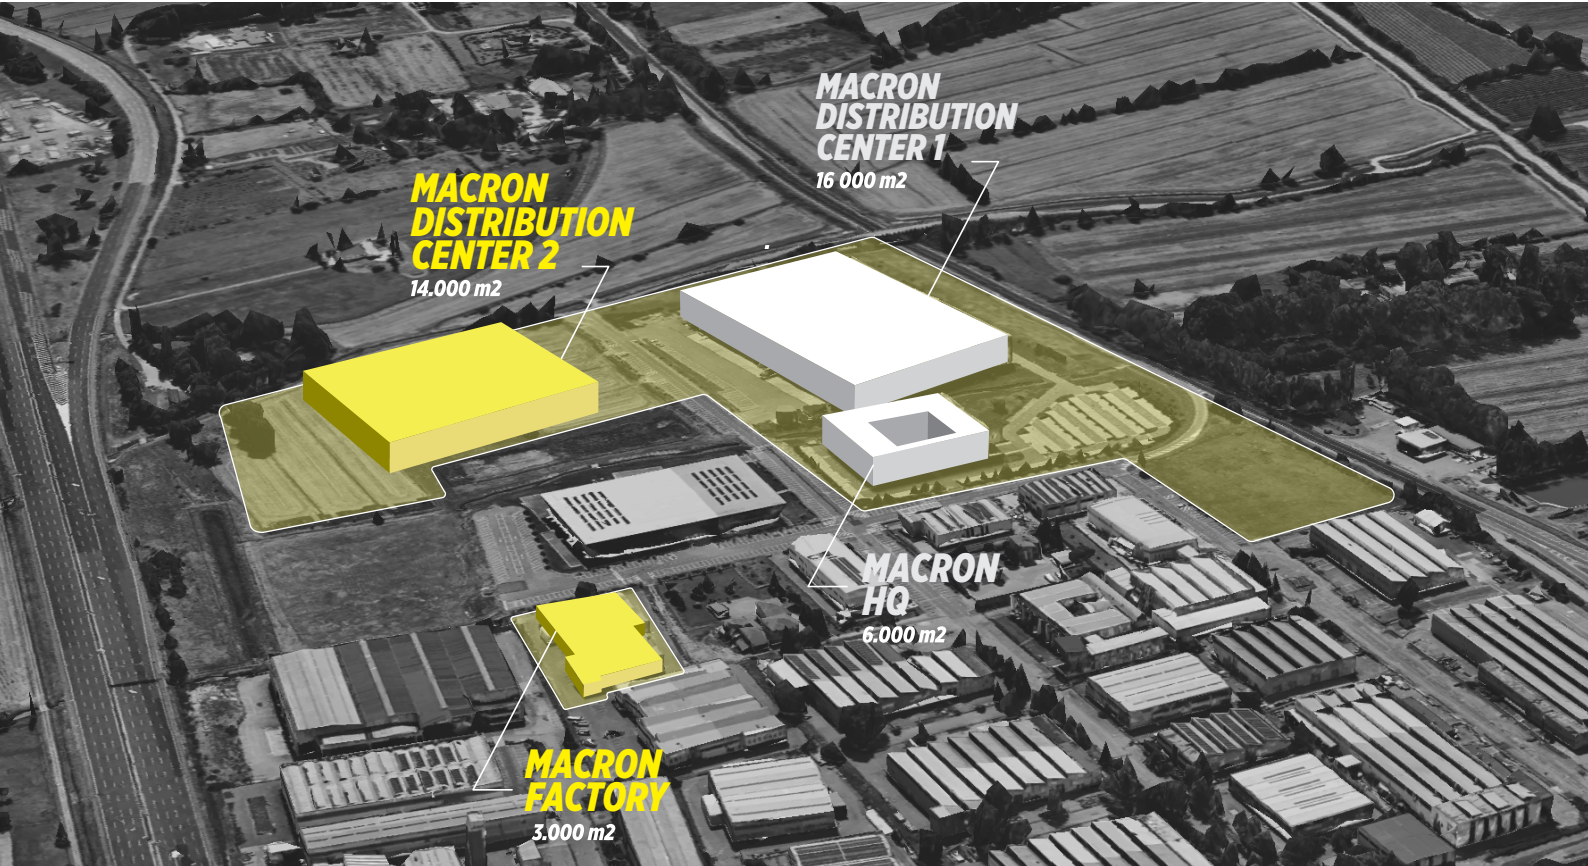 MACRON
DISTRIBUTION
CENTER 1
16 000 m2
MACRON
DISTRIBUTION
CENTER 2
14.000 m2
MACRON
HQ
6.000 m2
MACRON
FACTORY
3.000 m2